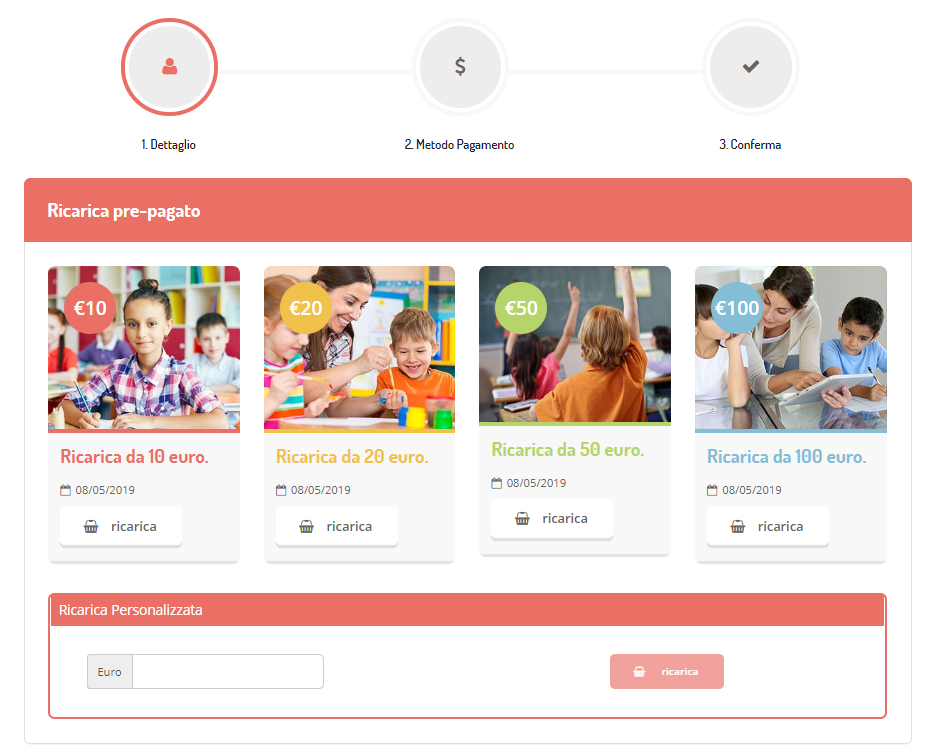 $
1. Dettaglio
2. Metodo Pagamento
3. Conferma
Ricarica pre-pagato
€10
€20
€50
€100
Ricarica da 10 euro.
Ricarica da 20 euro.
Ricarica da 50 euro.
Ricarica da 100 euro.
08/05/2019
08/05/2019
08/05/2019
08/05/2019
ricarica
ricarica
ricarica
ricarica
Ricarica Personalizzata
Euro
ricarica